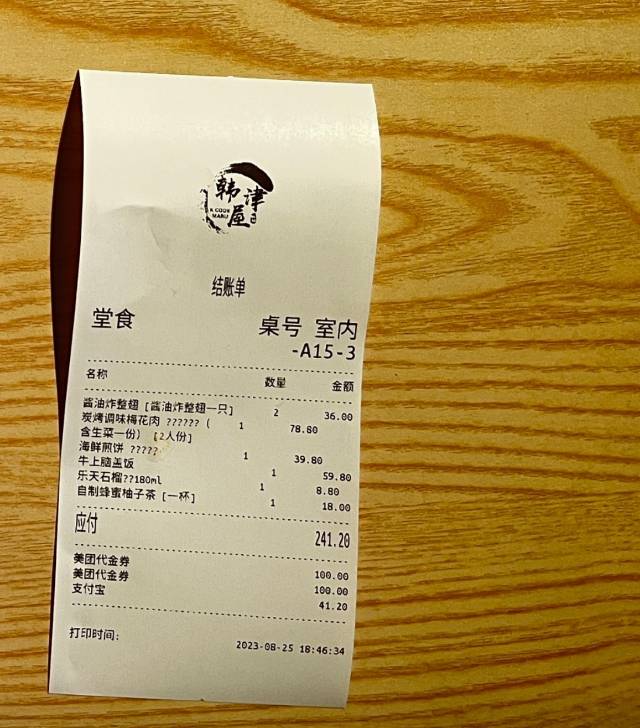 韩津屋
结账单
堂食 桌号 室内
-A15-3
名称 数量 金额
酱油炸整翅 [酱油炸整翅一只] 2 36.00
炭烤调味梅花肉 ?????? ( 1 78.80
含生菜一份) [2人份]
海鲜煎饼 ????? 1 39.80
牛上脑盖饭 1 59.80
乐天石榴??180ml 1 8.80
自制蜂蜜柚子茶 [一杯] 1 18.00
应付 241.20
美团代金券 100.00
美团代金券 100.00
支付宝 41.20
打印时间: 2023-08-25 18:46:34